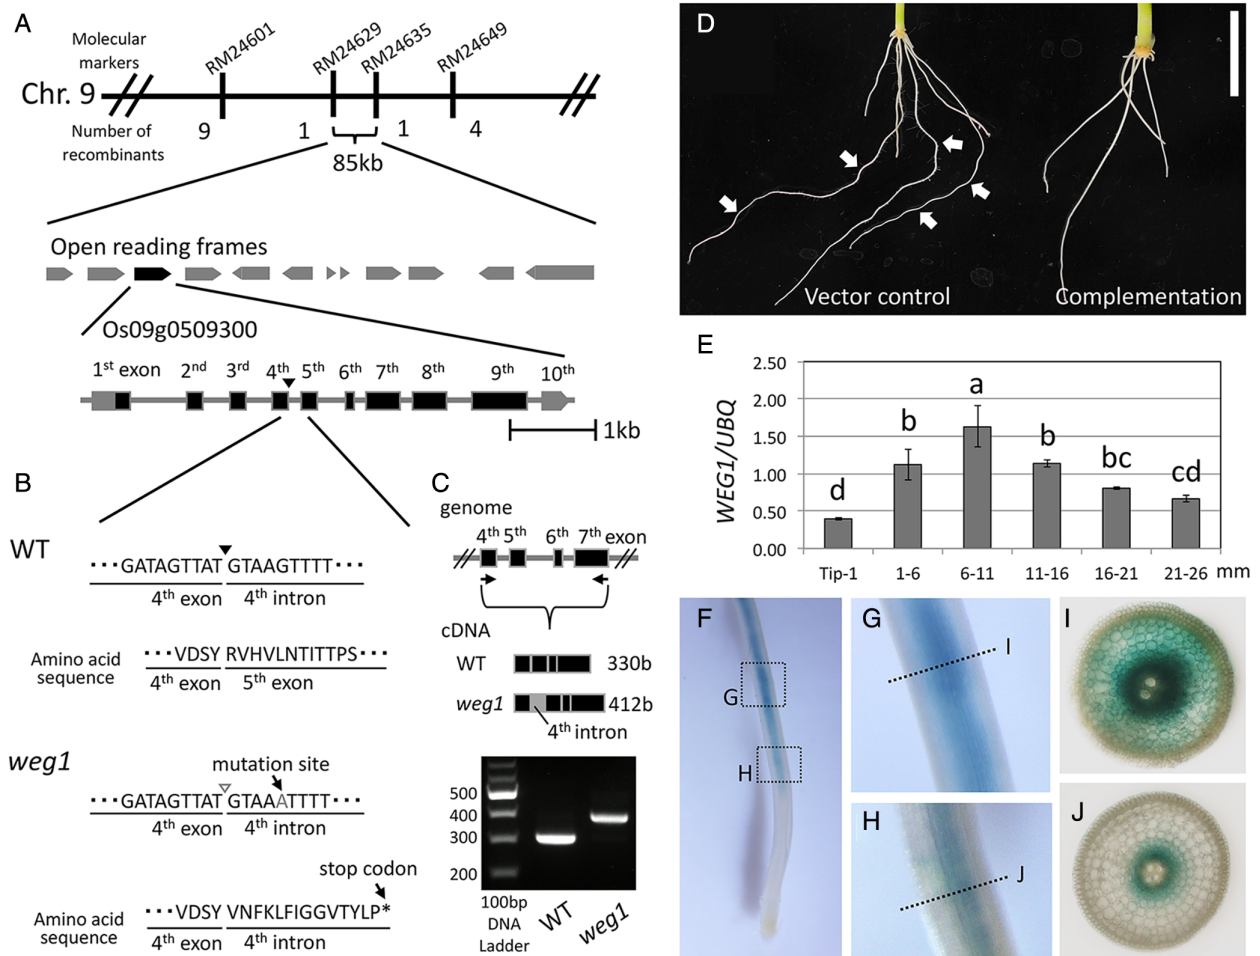 A
Molecular
markers
RM24601
RM24629
RM24635
RM24649
Chr. 9
Number of
recombinants
9
1
1
4
85kb
Open reading frames
Os09g0509300
1st exon
2nd
3rd
4th
5th
6th
7th
8th
9th
10th
1kb
B
WT
···GATAGTTAT GTAAGTTTT···
4th exon
4th intron
Amino acid
sequence
···VDSY RVHVLNTITTPS···
4th exon
5th exon
weg1
mutation site
···GATAGTTAT GTAAATTTT···
4th exon
4th intron
stop codon
Amino acid
sequence
···VDSY VNFKLFIGGVTYLP*
4th exon
4th intron
C
genome
4th 5th 6th 7th exon
cDNA
WT
330b
weg1
412b
4th intron
500
400
300
200
100bp
DNA
Ladder
WT
weg1
D
Vector control
Complementation
E
WEG1/UBQ
2.50
2.00
1.50
1.00
0.50
0.00
d
b
a
b
bc
cd
Tip-1
1-6
6-11
11-16
16-21
21-26
mm
F
G
H
G
I
H
J
I
J